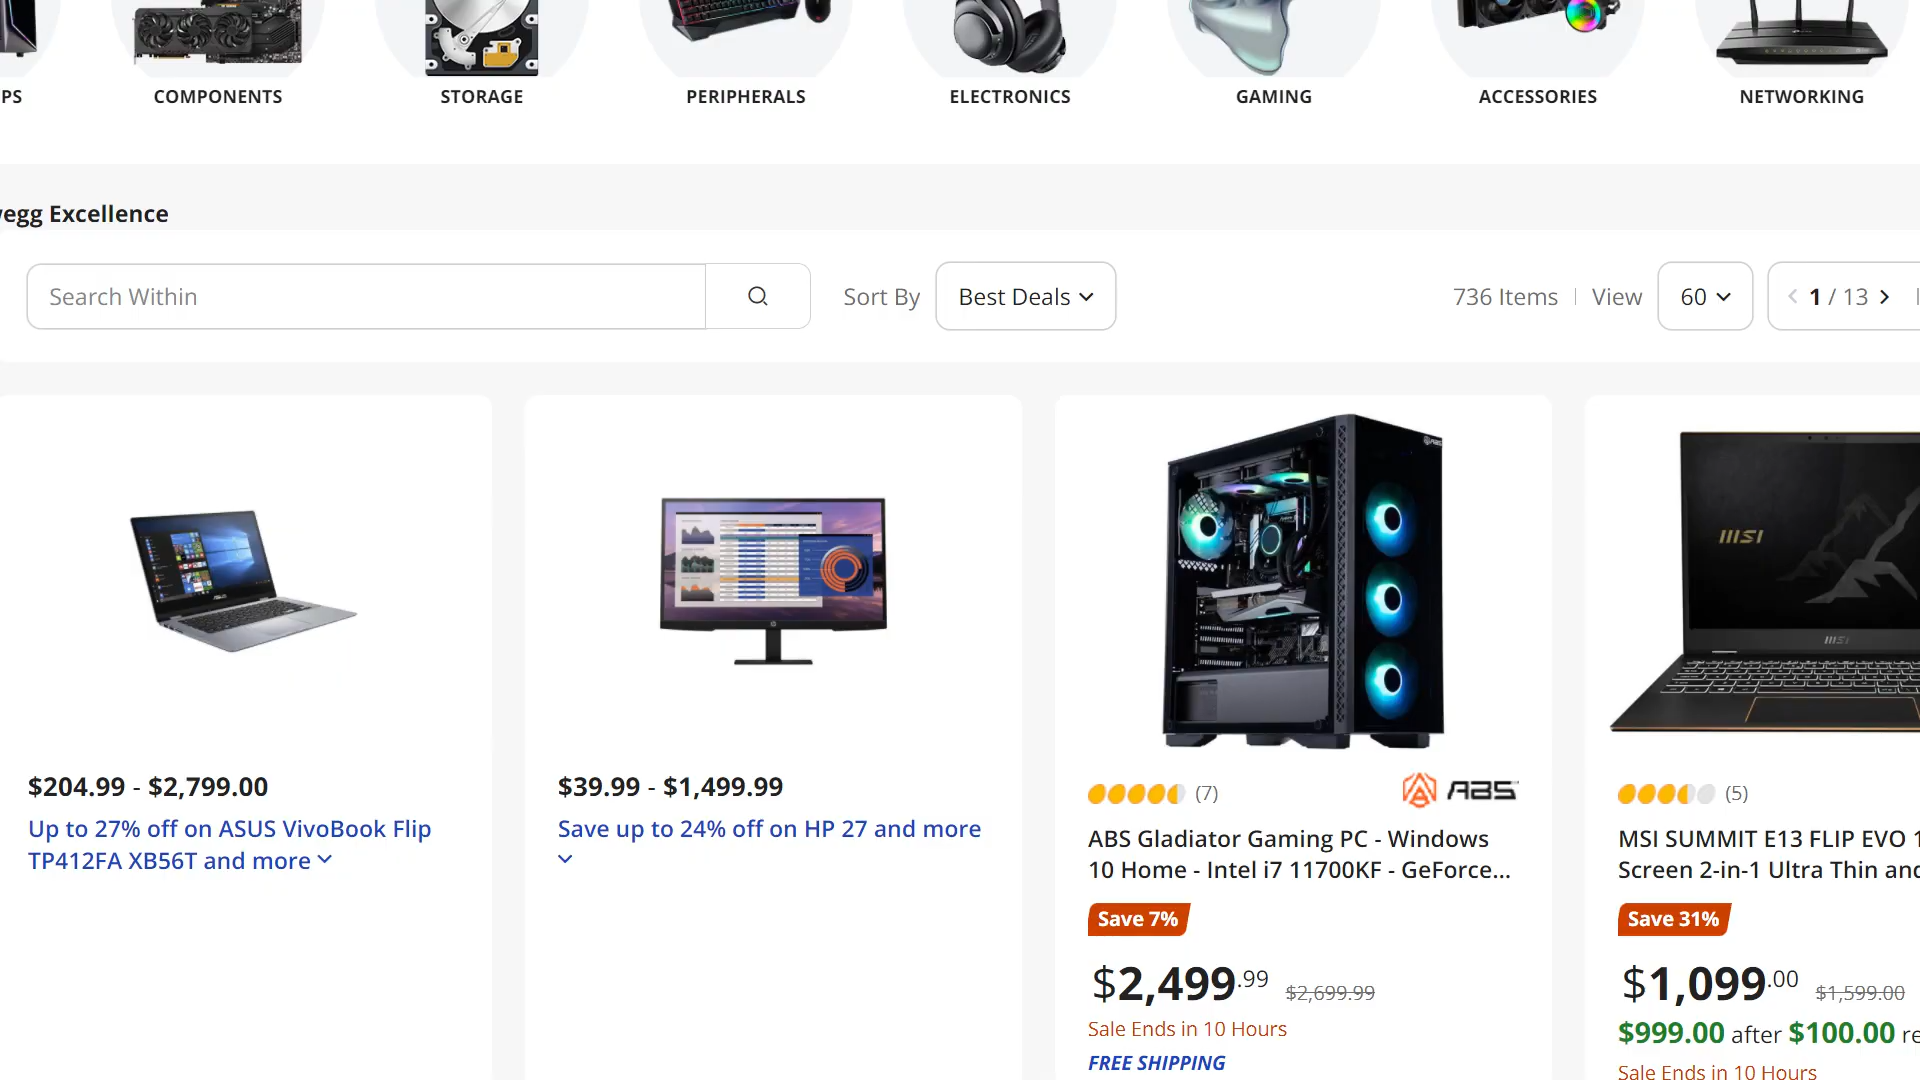 PS
COMPONENTS
STORAGE
PERIPHERALS
ELECTRONICS
GAMING
ACCESSORIES
NETWORKING
egg Excellence
Search Within
Sort By
Best Deals
736 Items
View
60
1 / 13
$204.99 - $2,799.00
Up to 27% off on ASUS VivoBook Flip
TP412FA XB56T and more
$39.99 - $1,499.99
Save up to 24% off on HP 27 and more
(7)
ABS
ABS Gladiator Gaming PC - Windows
10 Home - Intel i7 11700KF - GeForce...
Save 7%
$2,499.99 $2,699.99
Sale Ends in 10 Hours
FREE SHIPPING
msi
msi
(5)
MSI SUMMIT E13 FLIP EVO 1
Screen 2-in-1 Ultra Thin and
Save 31%
$1,099.00 $1,599.00
$999.00 after $100.00 re
Sale Ends in 10 Hours